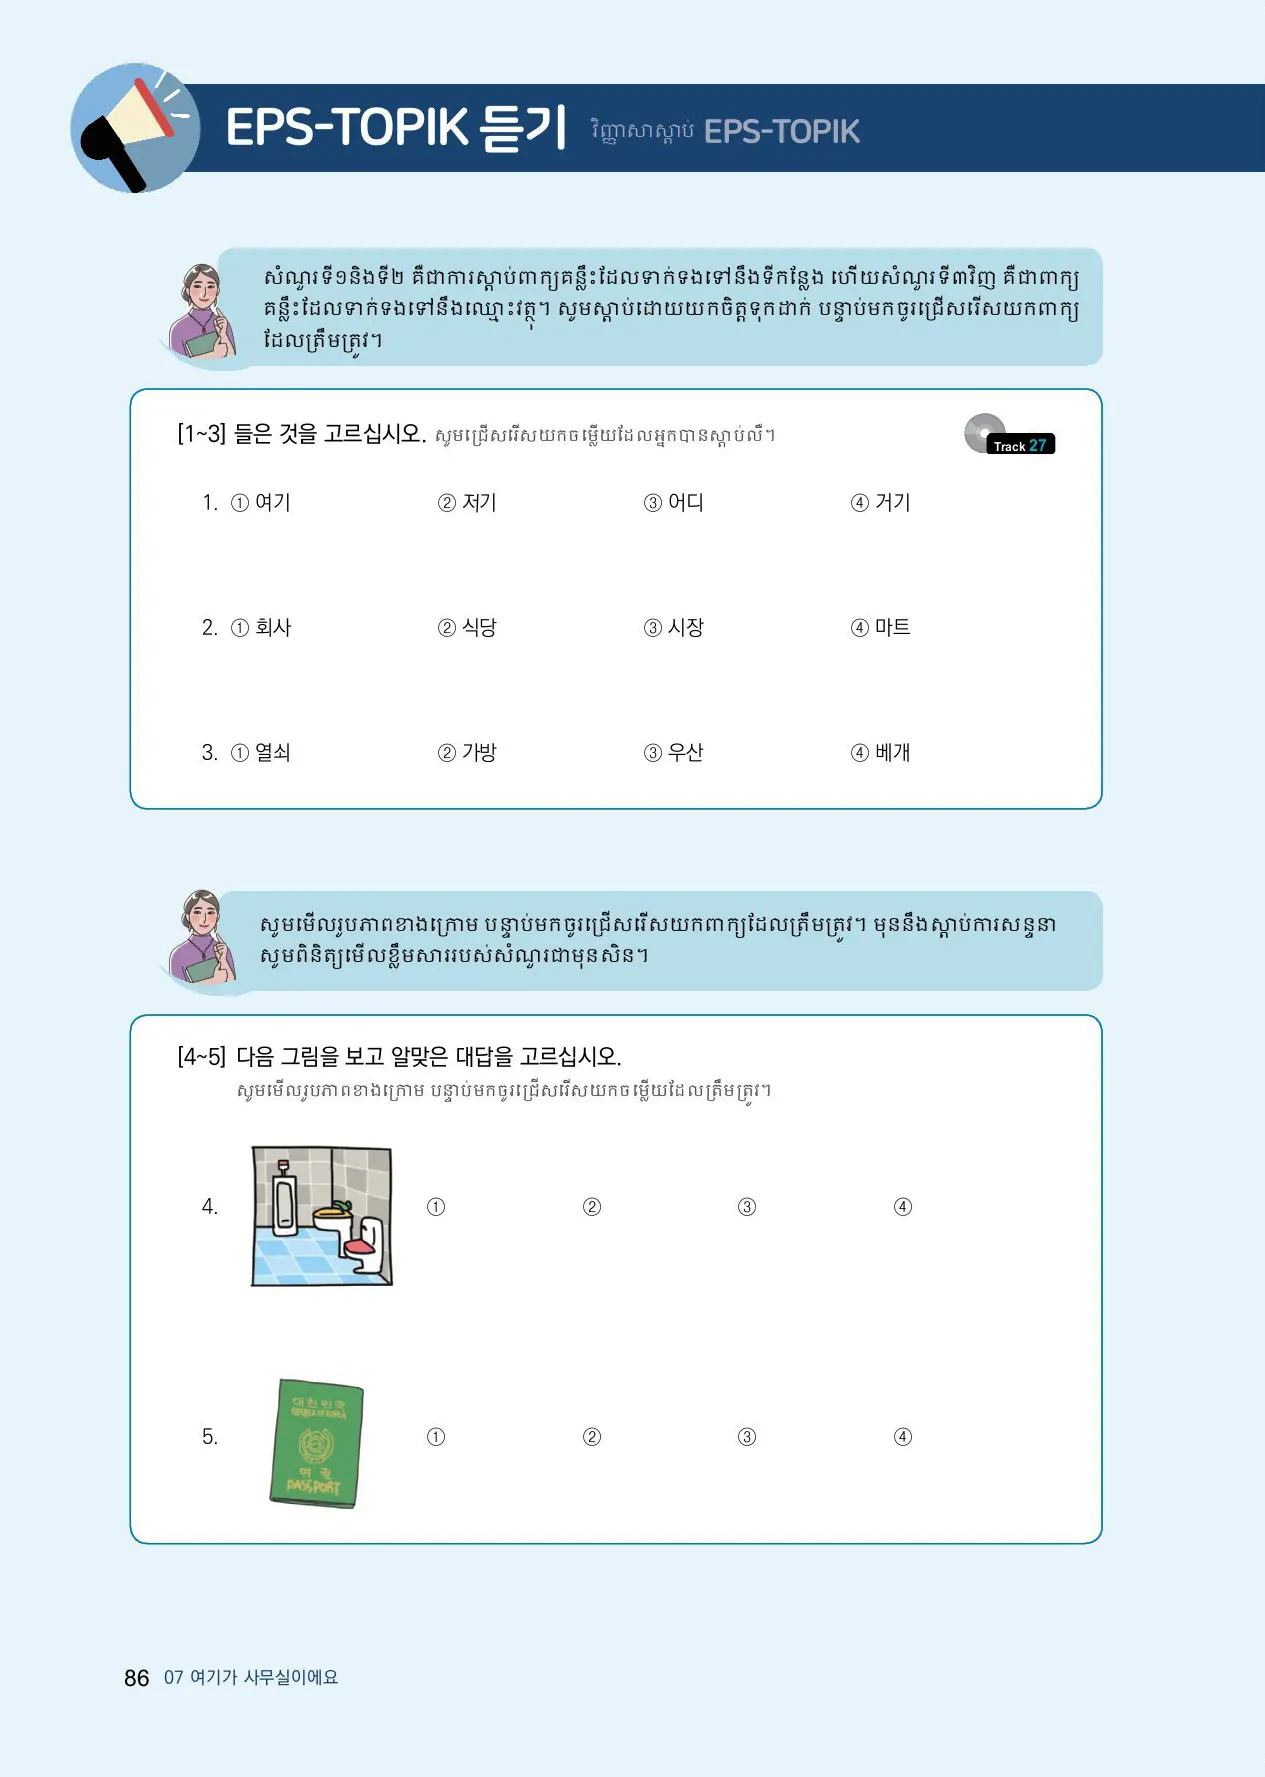 EPS-TOPIK 듣기 វិញ្ញាសាស្តាប់ EPS-TOPIK
សំណួរទី១និងទី២ គឺជាការស្តាប់ពាក្យគន្លឹះដែលទាក់ទងទៅនឹងទីកន្លែង ហើយសំណួរទី៣វិញ គឺជាពាក្យ
គន្លឹះដែលទាក់ទងទៅនឹងឈ្មោះវត្ថុ។ សូមស្តាប់ដោយយកចិត្តទុកដាក់ បន្ទាប់មកចូរជ្រើសរើសយកពាក្យ
ដែលត្រឹមត្រូវ។
[1~3] 들은 것을 고르십시오. សូមជ្រើសរើសយកចម្លើយដែលអ្នកបានស្តាប់លឺ។
Track 27
1. ① 여기 ② 저기 ③ 어디 ④ 거기
2. ① 회사 ② 식당 ③ 시장 ④ 마트
3. ① 열쇠 ② 가방 ③ 우산 ④ 베개
សូមមើលរូបភាពខាងក្រោម បន្ទាប់មកចូរជ្រើសរើសយកពាក្យដែលត្រឹមត្រូវ។ មុននឹងស្តាប់ការសន្ទនា
សូមពិនិត្យមើលខ្លឹមសាររបស់សំណួរជាមុនសិន។
[4~5] 다음 그림을 보고 알맞은 대답을 고르십시오.
សូមមើលរូបភាពខាងក្រោម បន្ទាប់មកចូរជ្រើសរើសយកចម្លើយដែលត្រឹមត្រូវ។
4. ① ② ③ ④
대한민국
REPUBLIC OF KOREA
여권
PASSPORT
5. ① ② ③ ④
86 07 여기가 사무실이에요